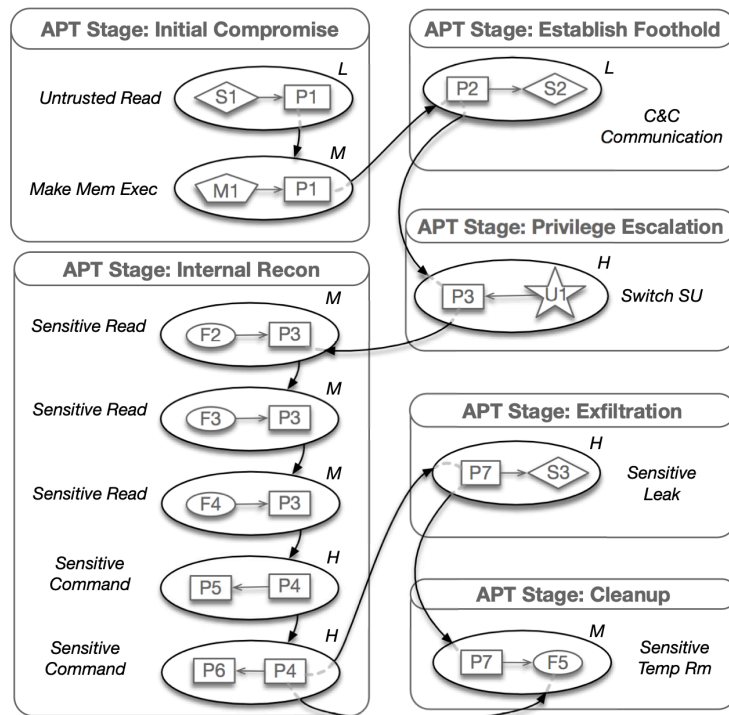 APT Stage: Initial Compromise
L
Untrusted Read
S1
P1
M
Make Mem Exec
M1
P1
APT Stage: Establish Foothold
L
P2
S2
C&C
Communication
APT Stage: Privilege Escalation
H
P3
U1
Switch SU
APT Stage: Internal Recon
M
Sensitive Read
F2
P3
M
Sensitive Read
F3
P3
M
Sensitive Read
F4
P3
H
Sensitive
Command
P5
P4
H
Sensitive
Command
P6
P4
APT Stage: Exfiltration
H
P7
S3
Sensitive
Leak
APT Stage: Cleanup
M
P7
F5
Sensitive
Temp Rm